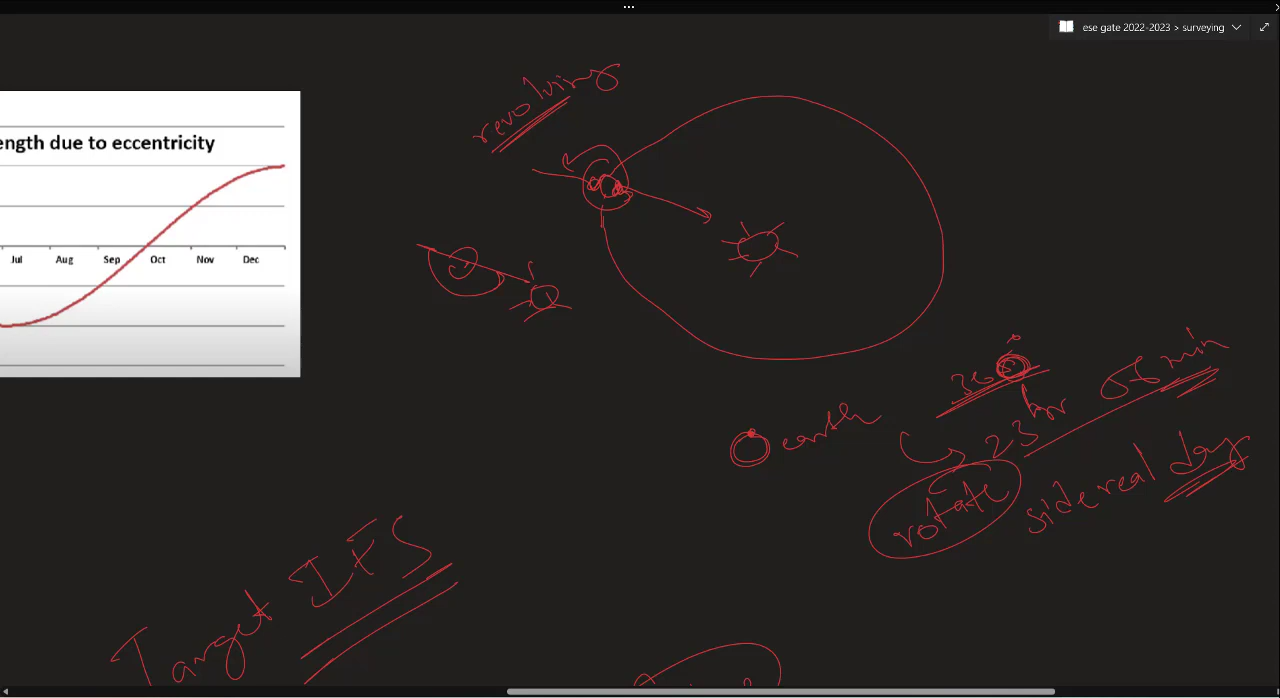 ese gate 2022-2023 > surveying
ength due to eccentricity
Jul Aug Sep Oct Nov Dec
revolving
360°
23 hr 56 min
earth
rotate
sidereal day
Target IFS